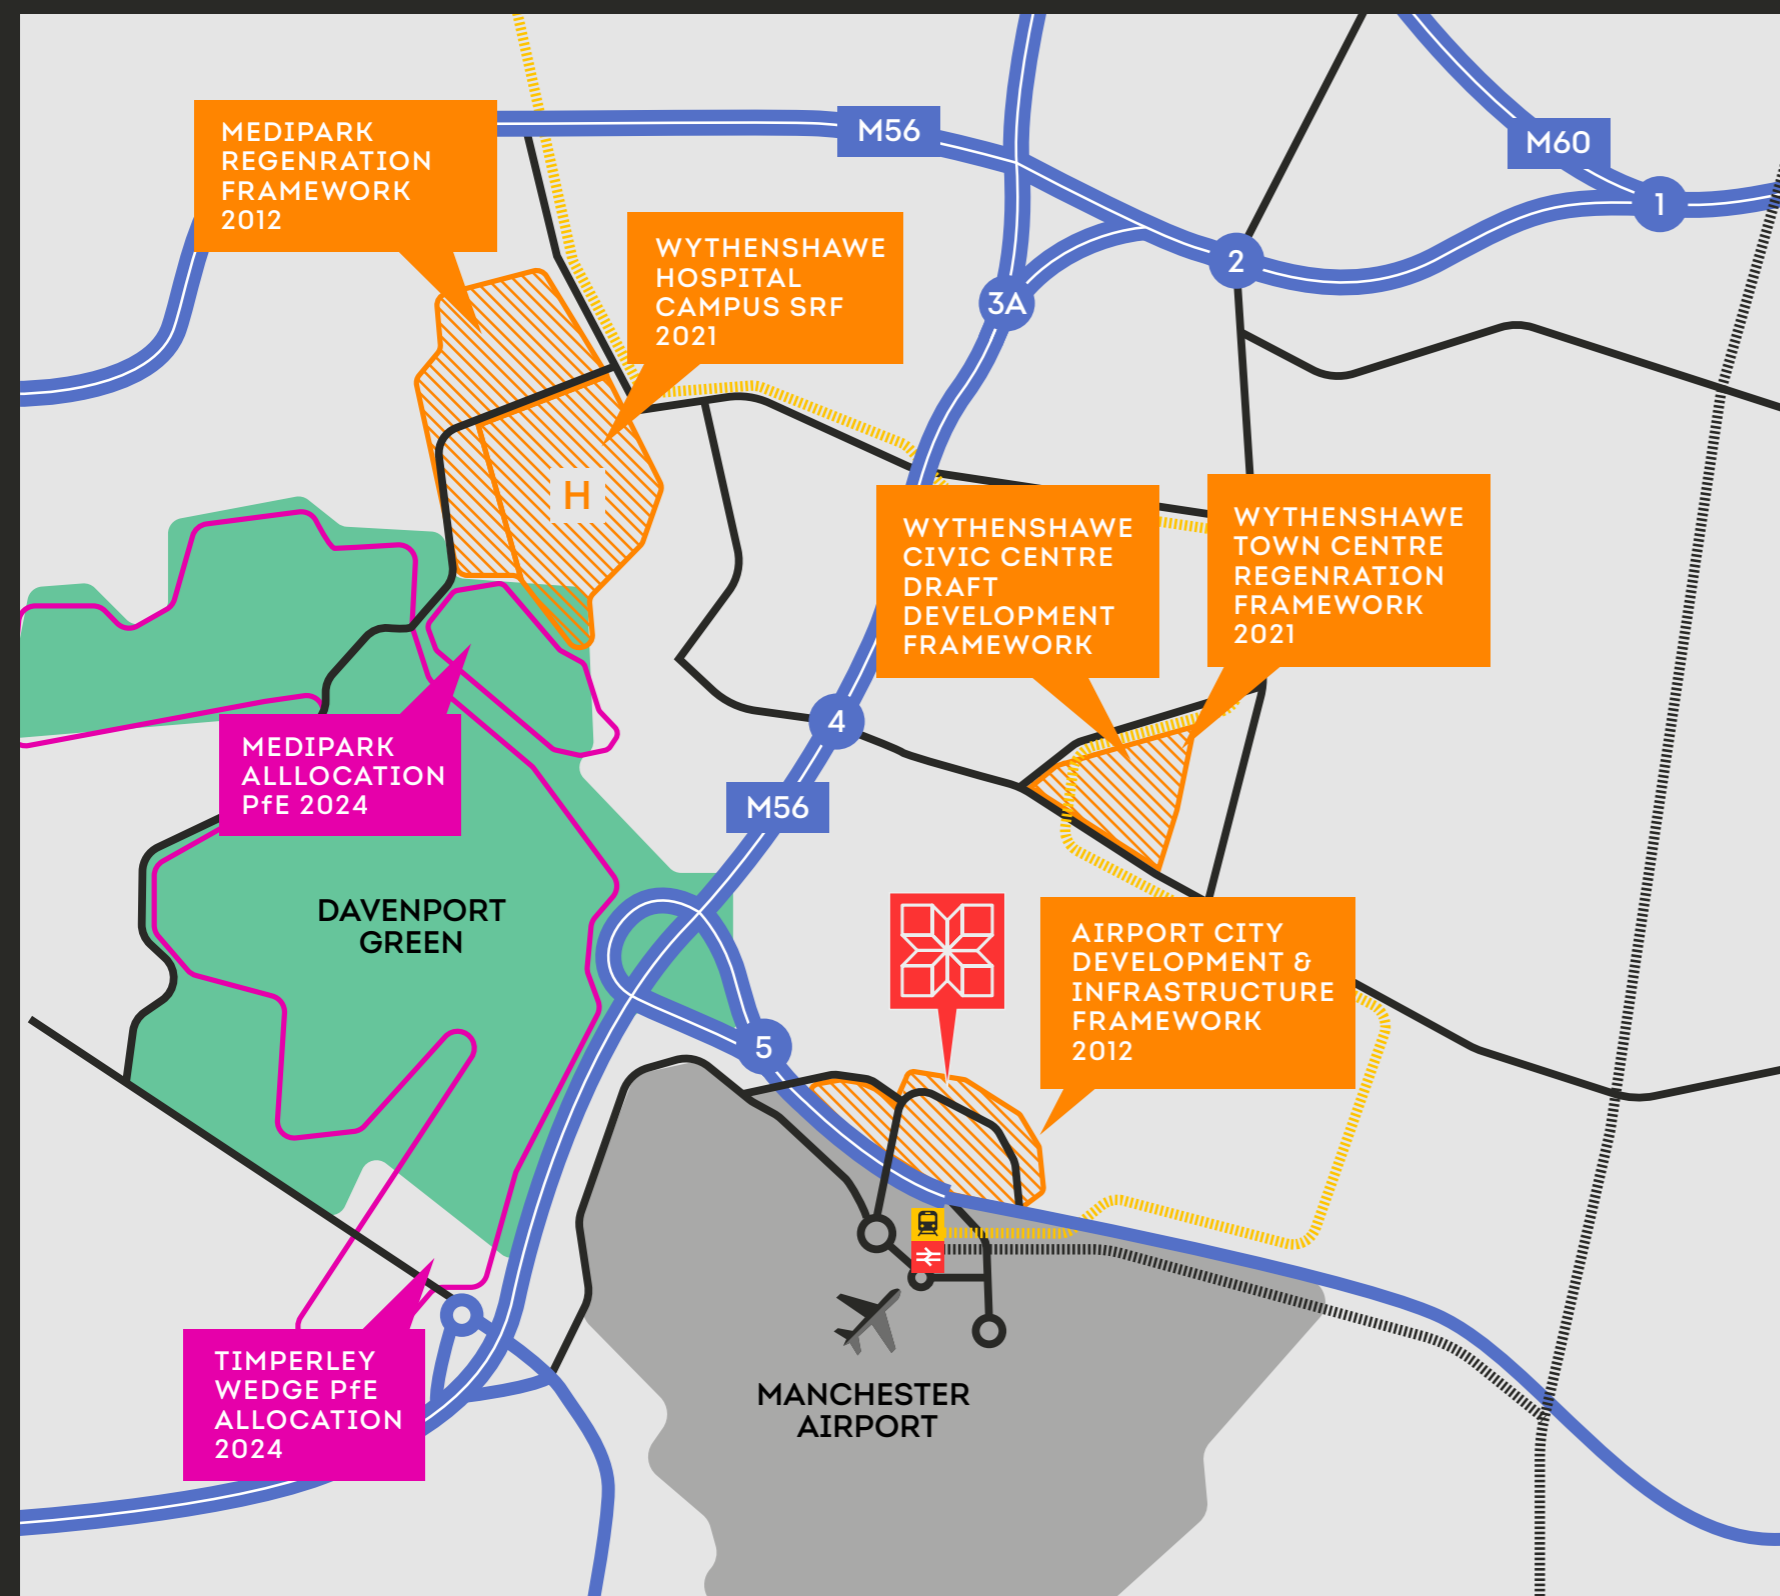 MEDIPARK
REGENRATION
FRAMEWORK
2012
M56
M60
1
WYTHENSHAWE
HOSPITAL
CAMPUS SRF
2021
2
3A
H
WYTHENSHAWE
CIVIC CENTRE
DRAFT
DEVELOPMENT
FRAMEWORK
WYTHENSHAWE
TOWN CENTRE
REGENRATION
FRAMEWORK
2021
MEDIPARK
ALLLOCATION
PfE 2024
4
M56
DAVENPORT
GREEN
AIRPORT CITY
DEVELOPMENT &
INFRASTRUCTURE
FRAMEWORK
2012
5
TIMPERLEY
WEDGE PfE
ALLOCATION
2024
MANCHESTER
AIRPORT